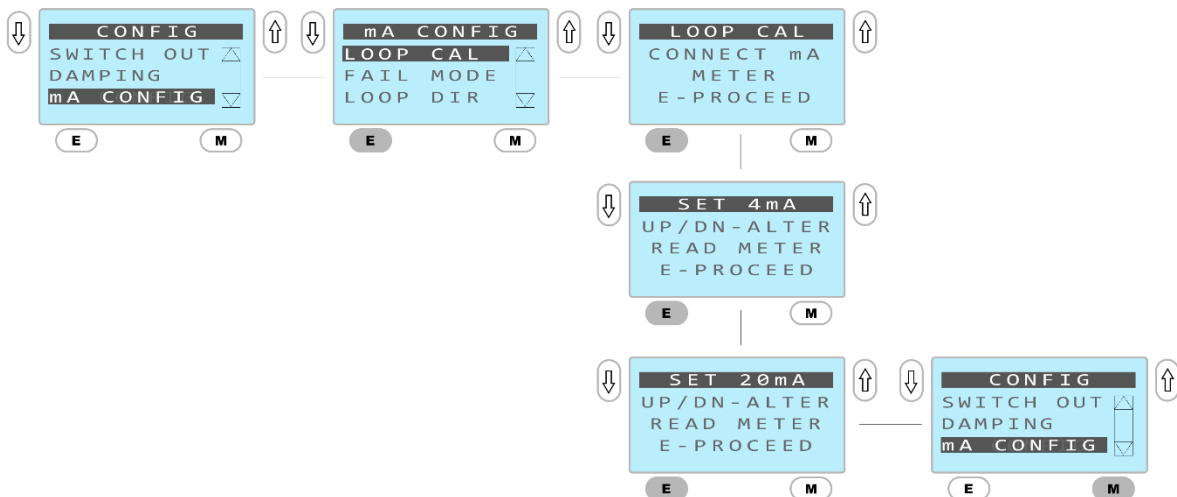 CONFIG
SWITCH OUT
DAMPING
mA CONFIG
E
M
mA CONFIG
LOOP CAL
FAIL MODE
LOOP DIR
E
M
LOOP CAL
CONNECT mA
METER
E-PROCEED
E
M
SET 4mA
UP/DN-ALTER
READ METER
E-PROCEED
E
M
SET 20mA
UP/DN-ALTER
READ METER
E-PROCEED
E
M
CONFIG
SWITCH OUT
DAMPING
mA CONFIG
E
M